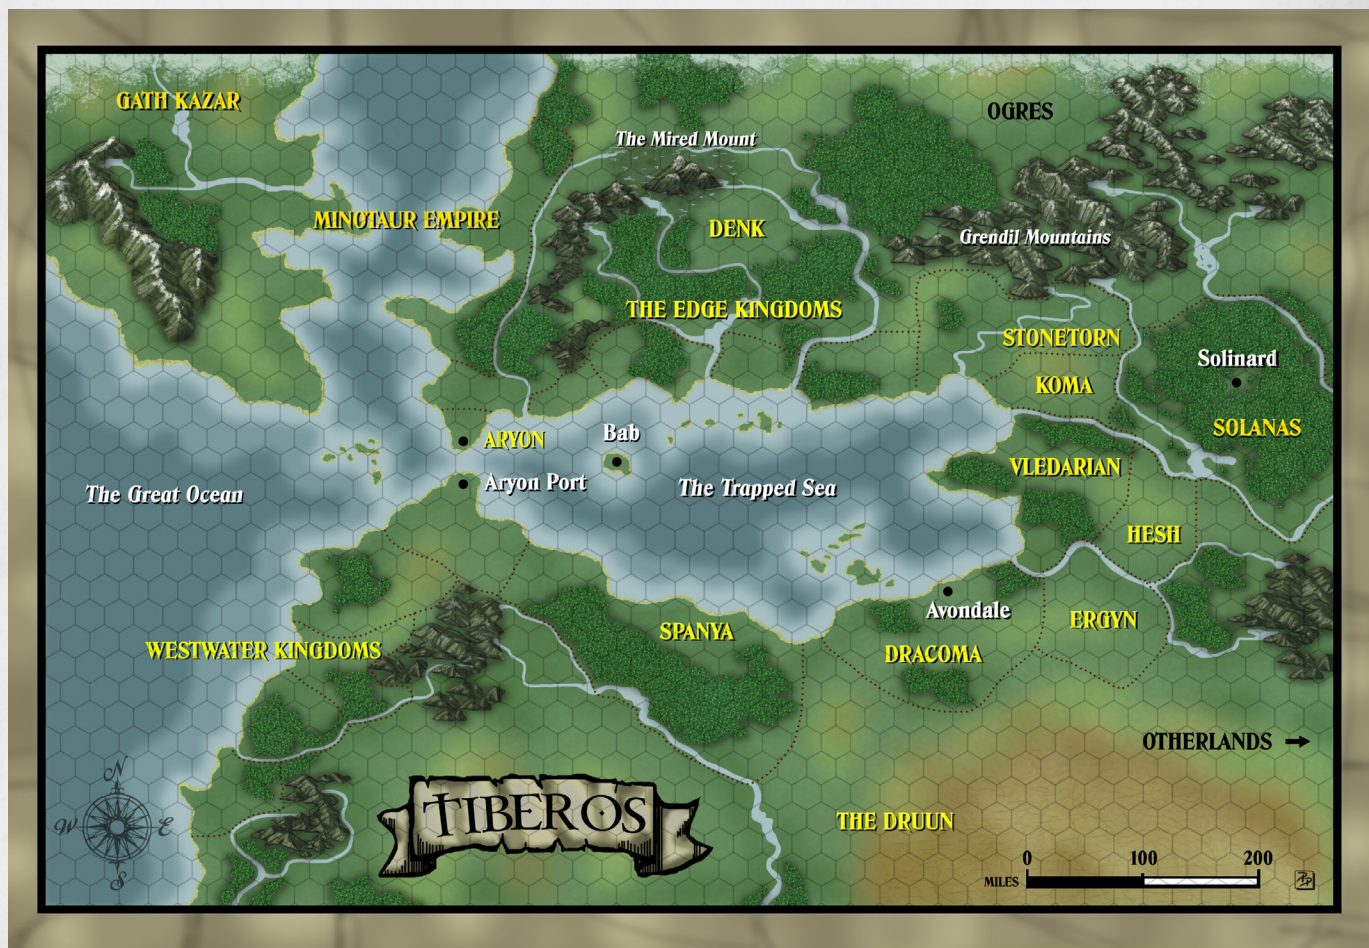 GATH KAZAR
OGRES
The Mired Mount
MINOTAUR EMPIRE
DENK
Grendil Mountains
THE EDGE KINGDOMS
STONETORN
Solinard
KOMA
SOLANAS
Bab
ARYON
VLEDARIAN
Aryon Port
The Great Ocean
The Trapped Sea
HESH
Avondale
ERGYN
SPANYA
WESTWATER KINGDOMS
DRACOMA
OTHERLANDS
N
W
E
S
TIBEROS
THE DRUUN
0 100 200
MILES